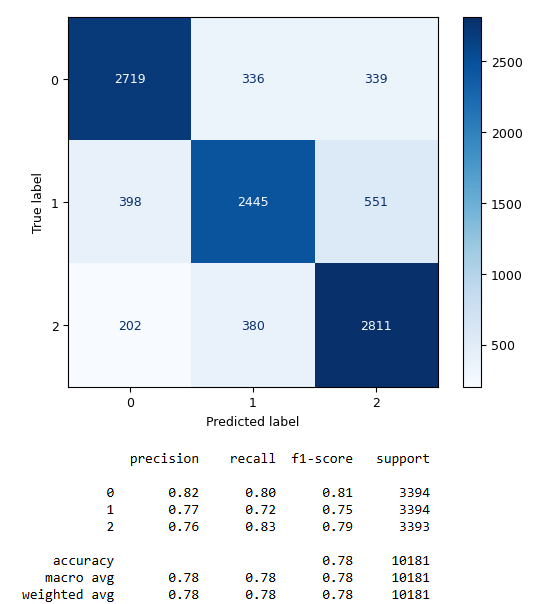 0 2719 336 339
1 398 2445 551
2 202 380 2811
True label
0 1 2
Predicted label
2500
2000
1500
1000
500
precision recall f1-score support
0 0.82 0.80 0.81 3394
1 0.77 0.72 0.75 3394
2 0.76 0.83 0.79 3393
accuracy 0.78 10181
macro avg 0.78 0.78 0.78 10181
weighted avg 0.78 0.78 0.78 10181